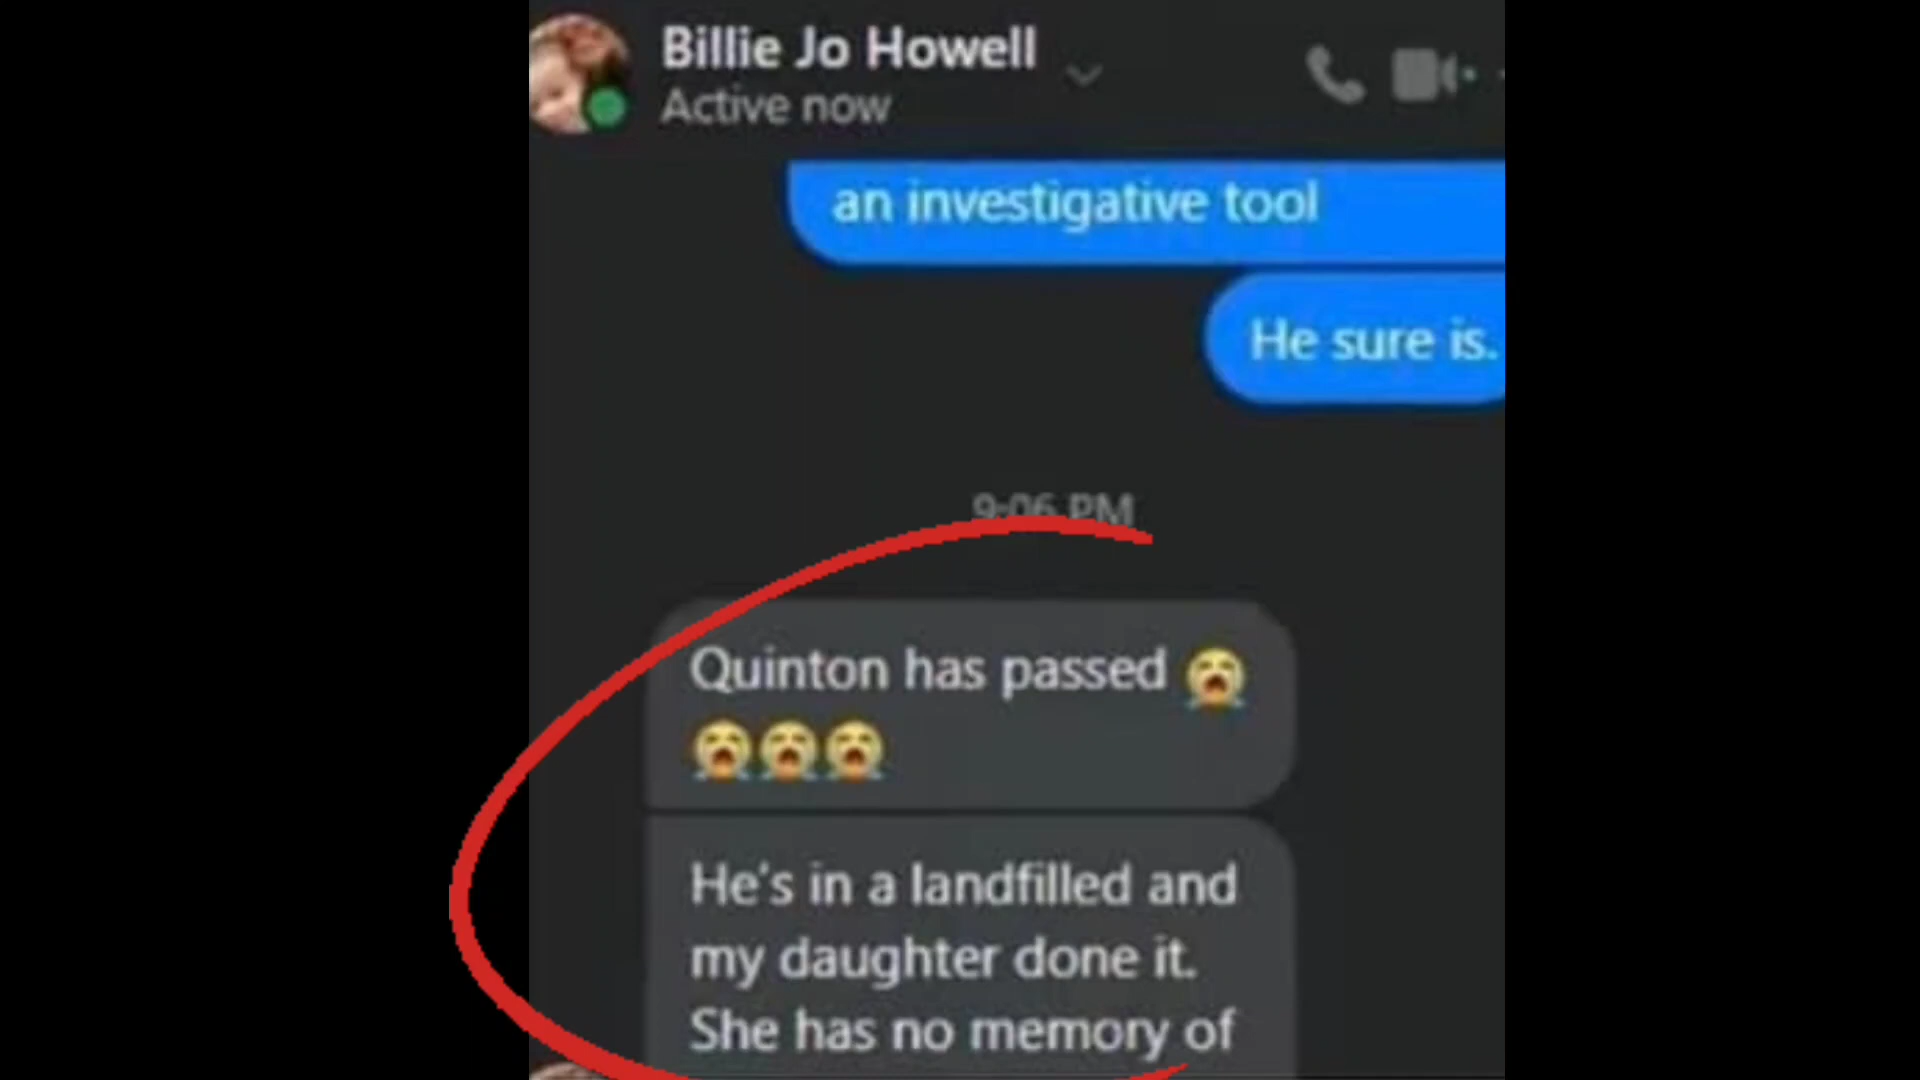 Billie Jo Howell
Active now
an investigative tool
He sure is.
9:06 PM
Quinton has passed 😭
😭😭😭
He's in a landfilled and
my daughter done it.
She has no memory of